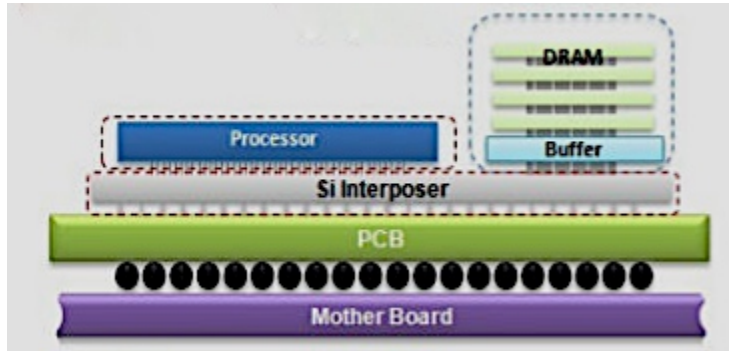 DRAM
Processor
Buffer
Si Interposer
PCB
Mother Board